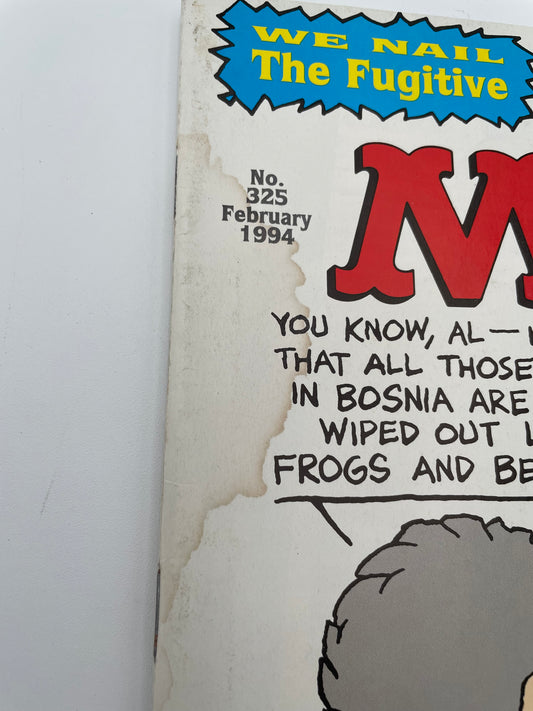 WE NAIL
The Fugitive
No.
325
February
1994
M
YOU KNOW, AL—
THAT ALL THOSE
IN BOSNIA ARE
WIPED OUT
FROGS AND BE